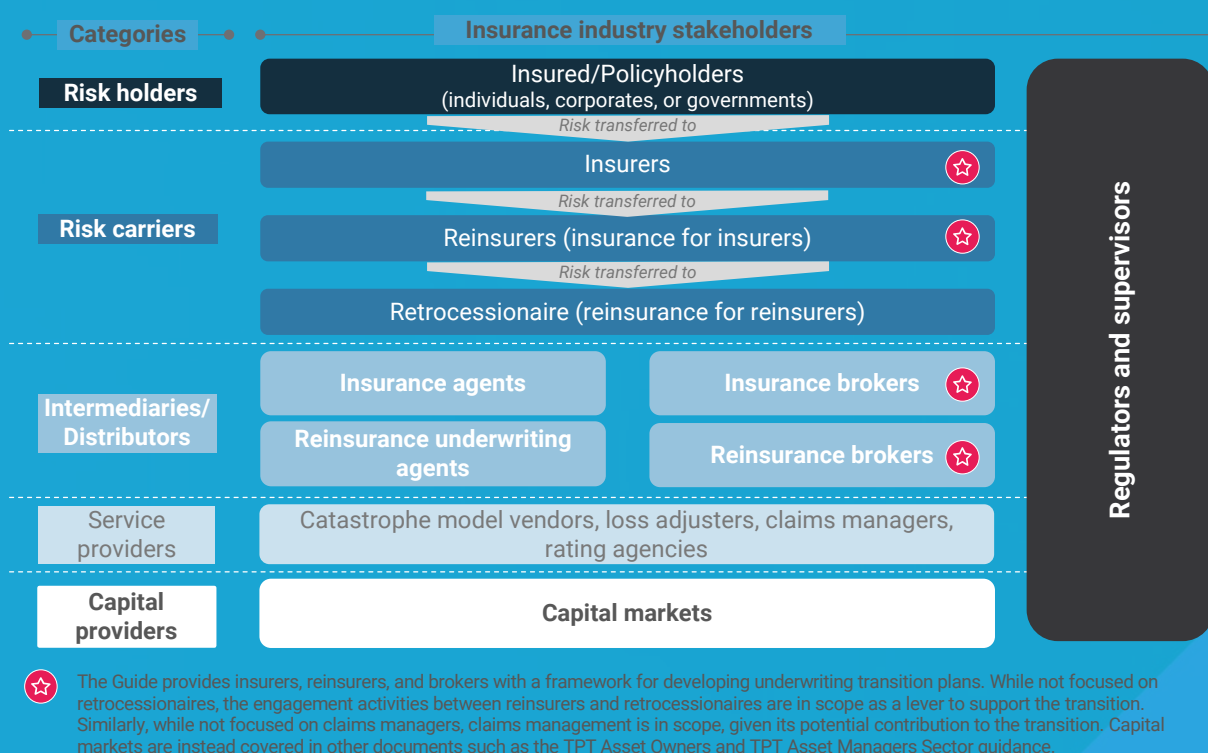 Categories
Insurance industry stakeholders
Risk holders
Insured/Policyholders
(individuals, corporates, or governments)
Risk transferred to
Risk carriers
Insurers
Risk transferred to
Reinsurers (insurance for insurers)
Risk transferred to
Retrocessionaire (reinsurance for reinsurers)
Intermediaries/
Distributors
Insurance agents
Insurance brokers
Reinsurance underwriting
agents
Reinsurance brokers
Service
providers
Catastrophe model vendors, loss adjusters, claims managers,
rating agencies
Capital
providers
Capital markets
Regulators and supervisors
The Guide provides insurers, reinsurers, and brokers with a framework for developing underwriting transition plans. While not focused on
retrocessionaires, the engagement activities between reinsurers and retrocessionaires are in scope as a lever to support the transition.
Similarly, while not focused on claims managers, claims management is in scope, given its potential contribution to the transition. Capital
markets are instead covered in other documents such as the TPT Asset Owners and TPT Asset Managers Sector guidance.